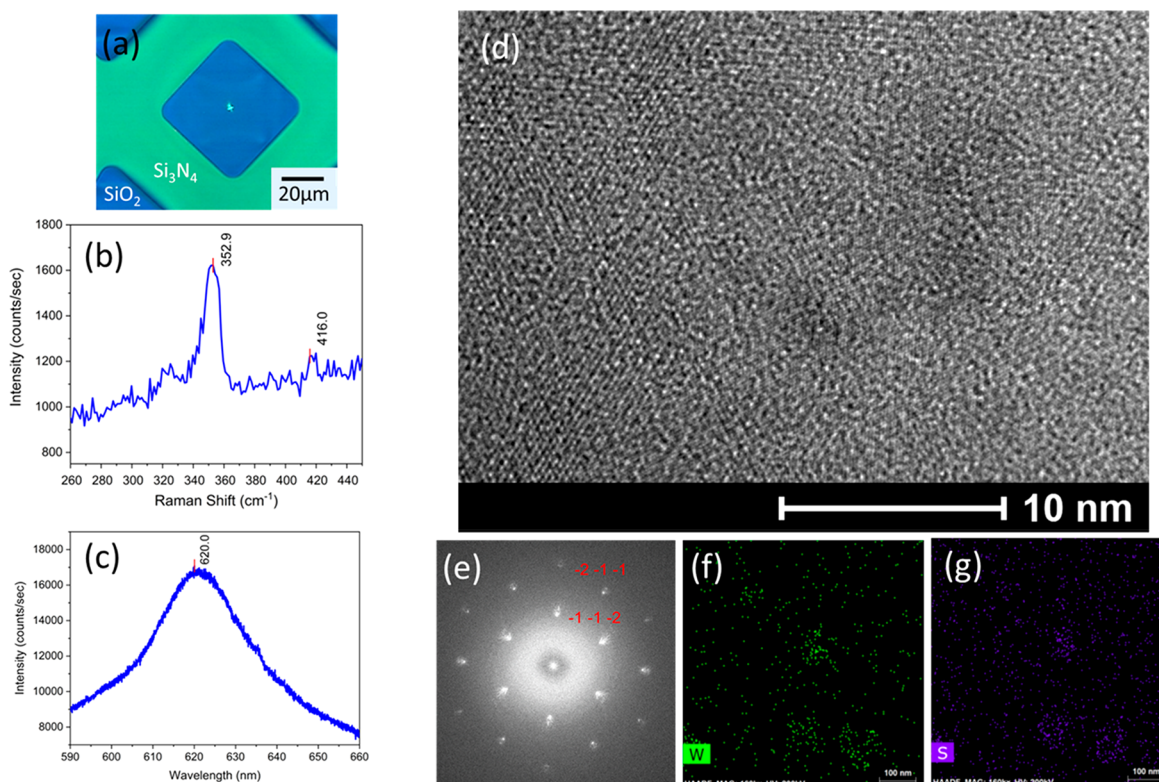 (a)
Si3N4
SiO2
20μm
(b)
1800
1600
1400
1200
1000
800
352.9
416.0
Intensity (counts/sec)
260 280 300 320 340 360 380 400 420 440
Raman Shift (cm-1)
(c)
18000
16000
14000
12000
10000
8000
620.0
Intensity (counts/sec)
590 600 610 620 630 640 650 660
Wavelength (nm)
(d)
10 nm
(e)
-2 -1 -1
-1 -1 -2
(f)
W
100 nm
(g)
S
100 nm